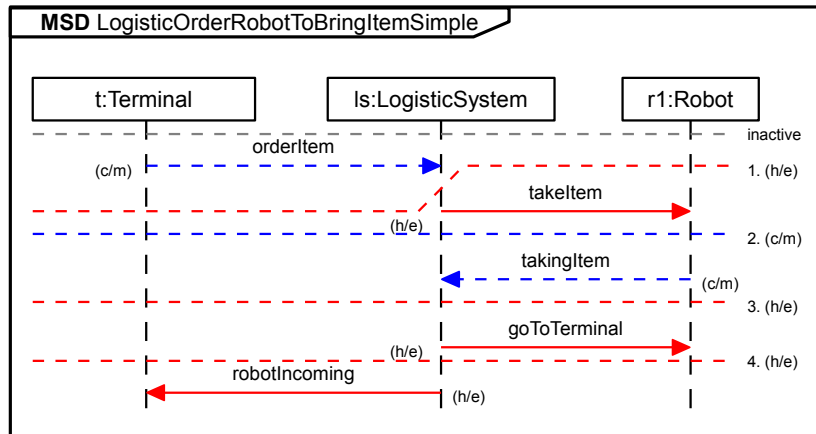 MSD LogisticOrderRobotToBringItemSimple
t:Terminal ls:LogisticSystem r1:Robot
inactive
orderItem
(c/m) 1. (h/e)
takeItem
(h/e) 2. (c/m)
takingItem
(c/m)
3. (h/e)
goToTerminal
(h/e) 4. (h/e)
robotIncoming
(h/e)